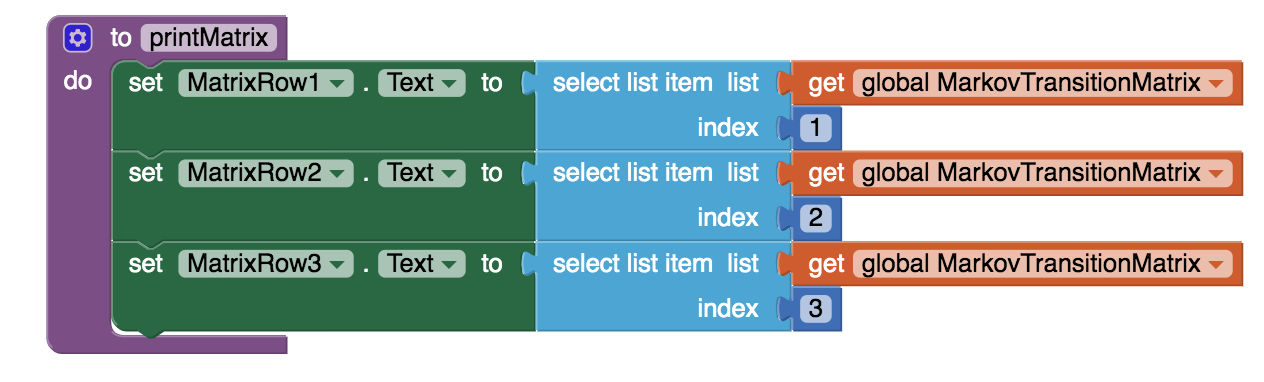 to printMatrix
do set MatrixRow1 . Text to select list item list get global MarkovTransitionMatrix
index 1
set MatrixRow2 . Text to select list item list get global MarkovTransitionMatrix
index 2
set MatrixRow3 . Text to select list item list get global MarkovTransitionMatrix
index 3